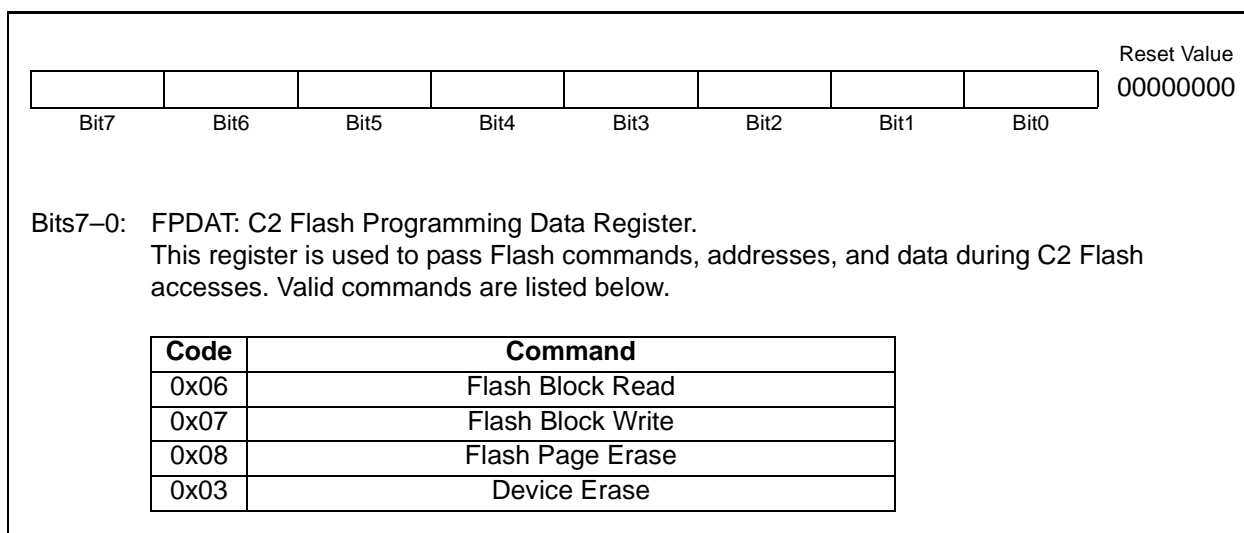 Reset Value
00000000
Bit7 Bit6 Bit5 Bit4 Bit3 Bit2 Bit1 Bit0
Bits7–0: FPDAT: C2 Flash Programming Data Register.
This register is used to pass Flash commands, addresses, and data during C2 Flash
accesses. Valid commands are listed below.
Code Command
0x06 Flash Block Read
0x07 Flash Block Write
0x08 Flash Page Erase
0x03 Device Erase